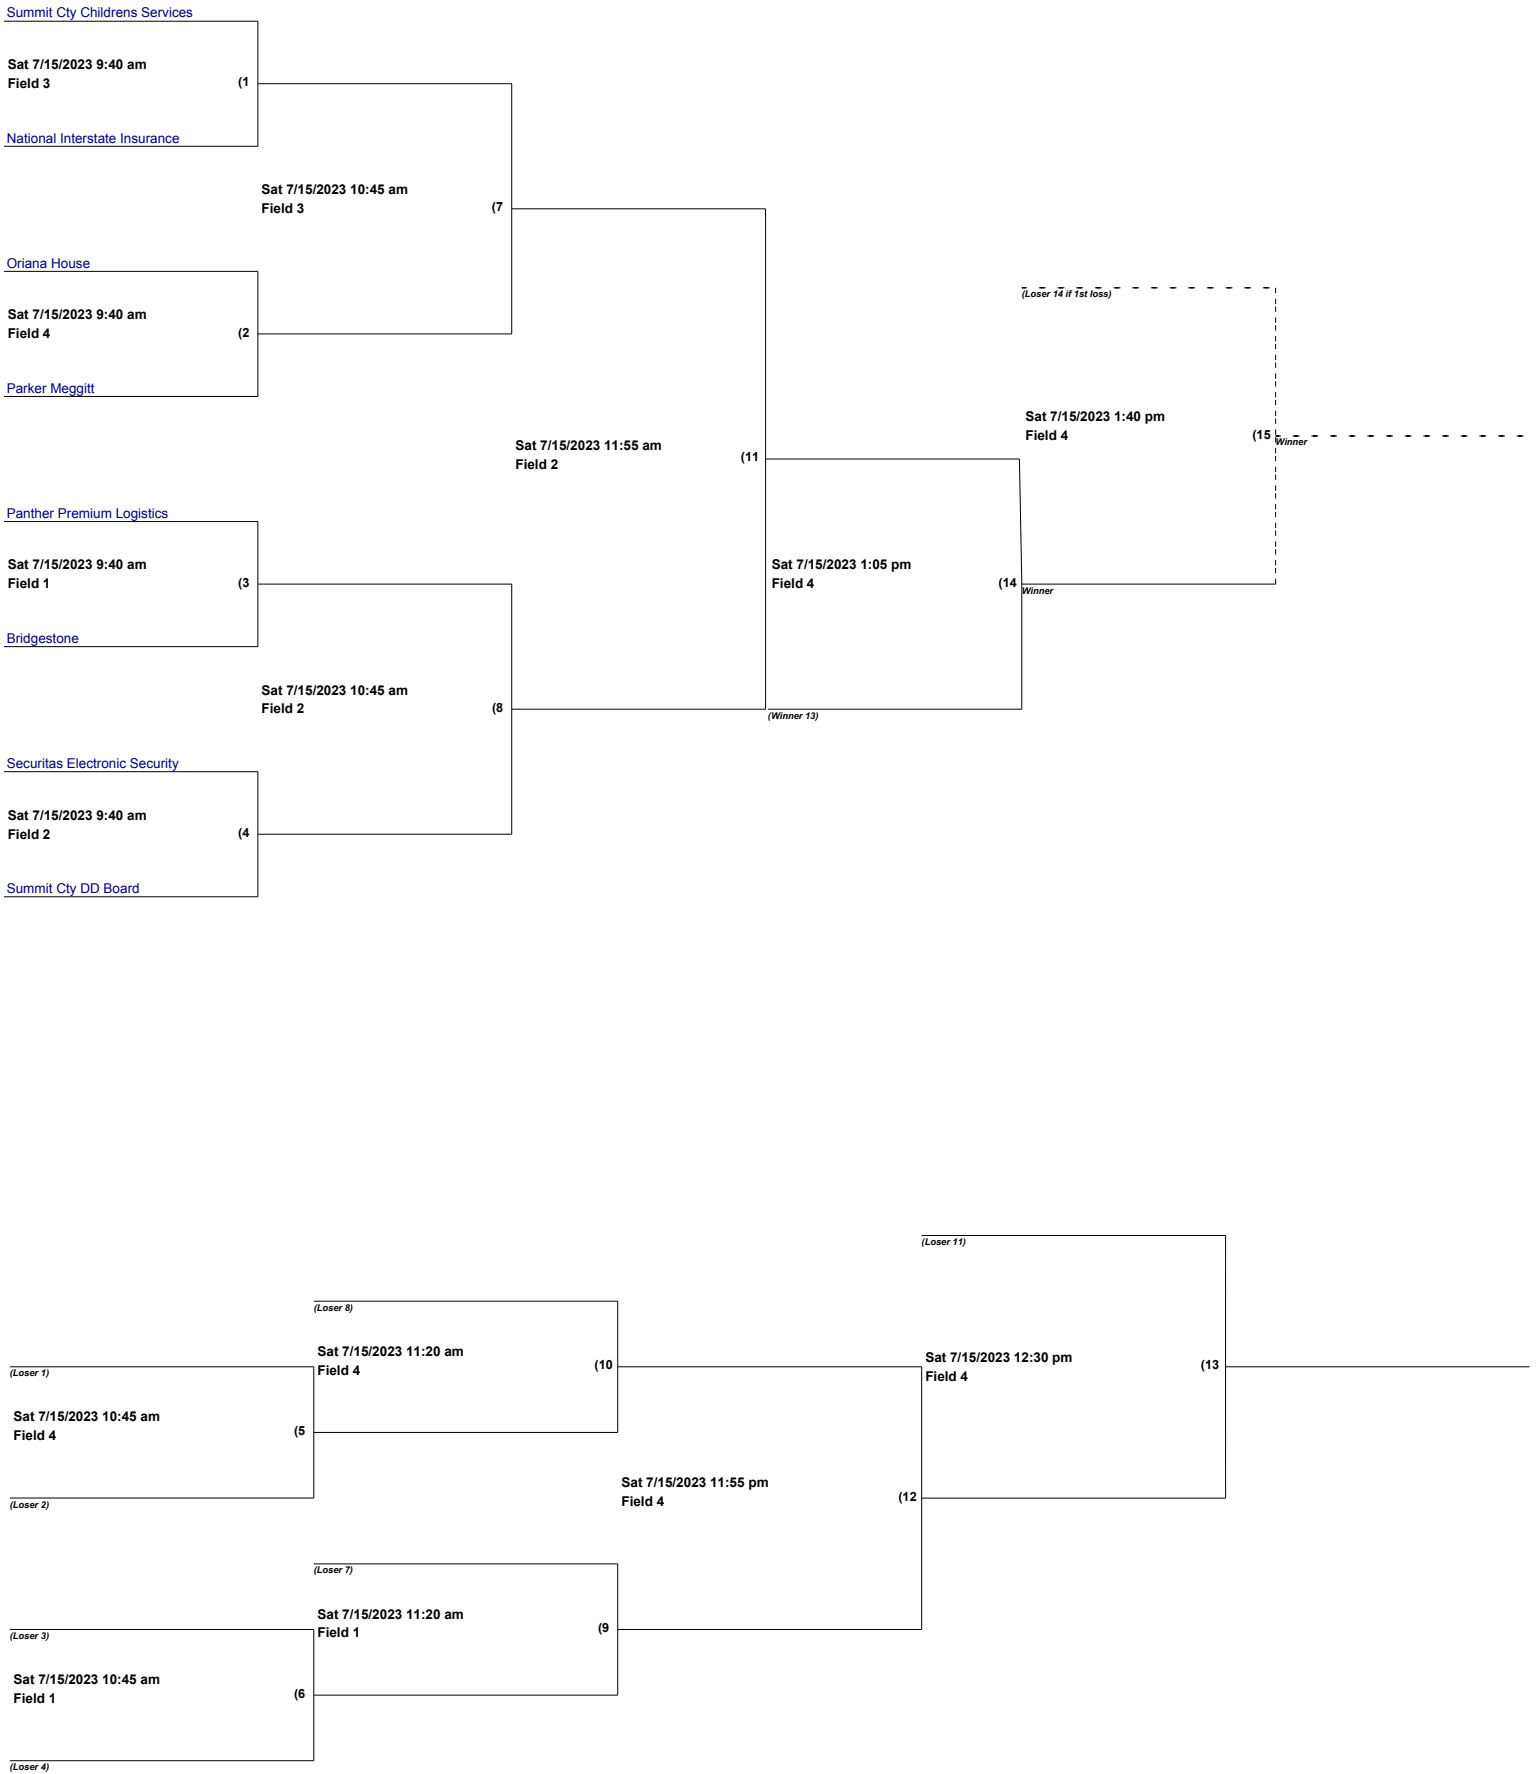 Summit Cty Childrens Services
Sat 7/15/2023 9:40 am
Field 3
(1
National Interstate Insurance
Sat 7/15/2023 10:45 am
Field 3
(7
Oriana House
Sat 7/15/2023 9:40 am
Field 4
(2
Parker Meggitt
(Loser 14 if 1st loss)
Sat 7/15/2023 1:40 pm
Field 4
(15
Winner
Sat 7/15/2023 11:55 am
Field 2
(11
Panther Premium Logistics
Sat 7/15/2023 9:40 am
Field 1
(3
Bridgestone
Sat 7/15/2023 1:05 pm
Field 4
(14
Winner
Sat 7/15/2023 10:45 am
Field 2
(8
(Winner 13)
Securitas Electronic Security
Sat 7/15/2023 9:40 am
Field 2
(4
Summit Cty DD Board
(Loser 11)
(Loser 8)
Sat 7/15/2023 11:20 am
Field 4
(10
Sat 7/15/2023 12:30 pm
Field 4
(13
(Loser 1)
Sat 7/15/2023 10:45 am
Field 4
(5
(Loser 2)
Sat 7/15/2023 11:55 pm
Field 4
(12
(Loser 7)
Sat 7/15/2023 11:20 am
Field 1
(9
(Loser 3)
Sat 7/15/2023 10:45 am
Field 1
(6
(Loser 4)